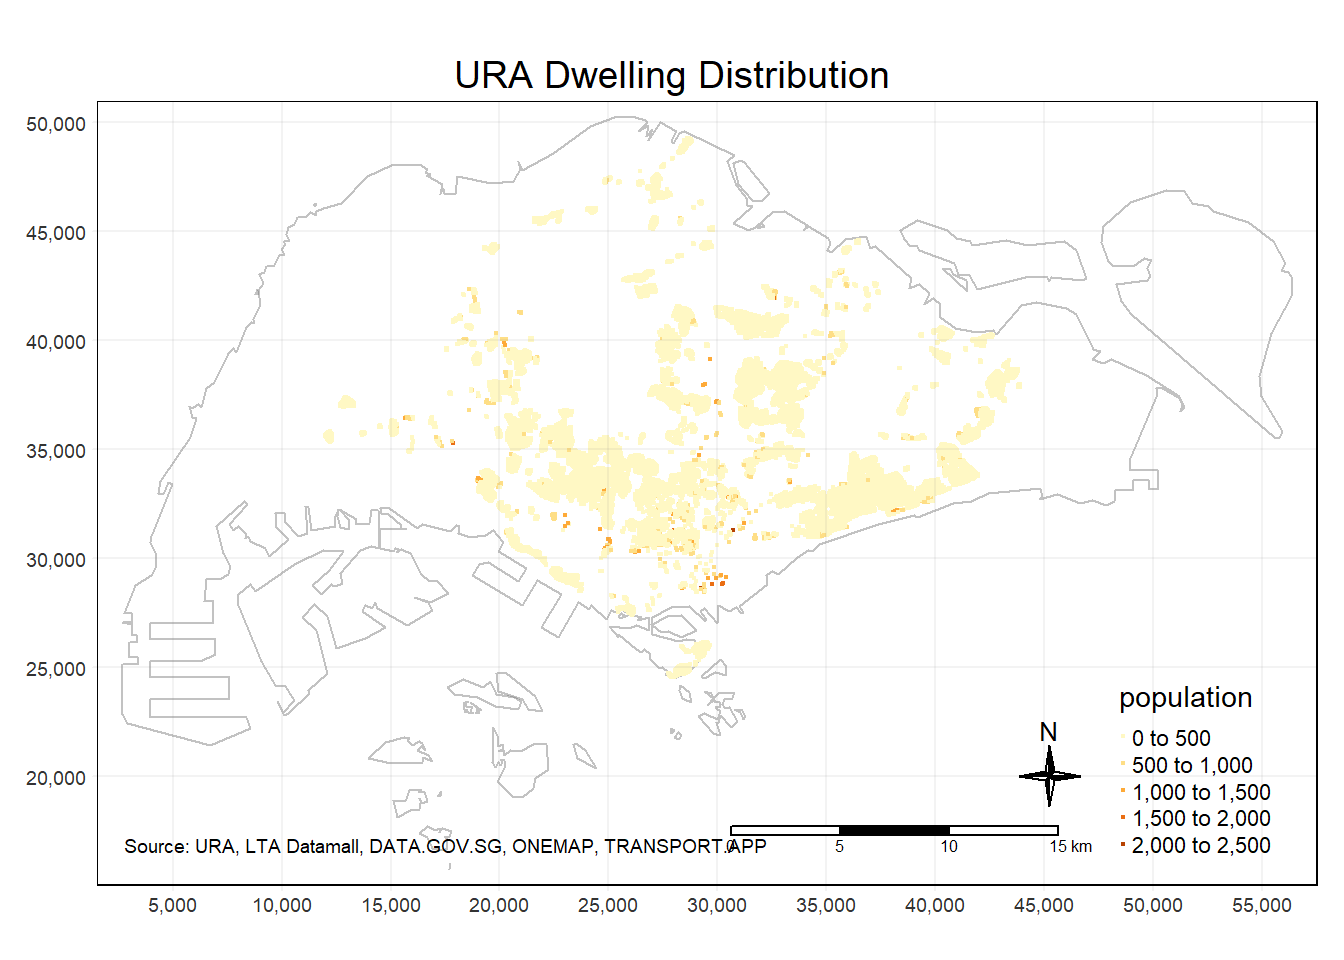 URA Dwelling Distribution
50,000
45,000
40,000
35,000
30,000
25,000
20,000
population
0 to 500
500 to 1,000
1,000 to 1,500
1,500 to 2,000
2,000 to 2,500
N
Source: URA, LTA Datamall, DATA.GOV.SG, ONEMAP, TRANSPORT.APP
0 5 10 15 km
5,000 10,000 15,000 20,000 25,000 30,000 35,000 40,000 45,000 50,000 55,000